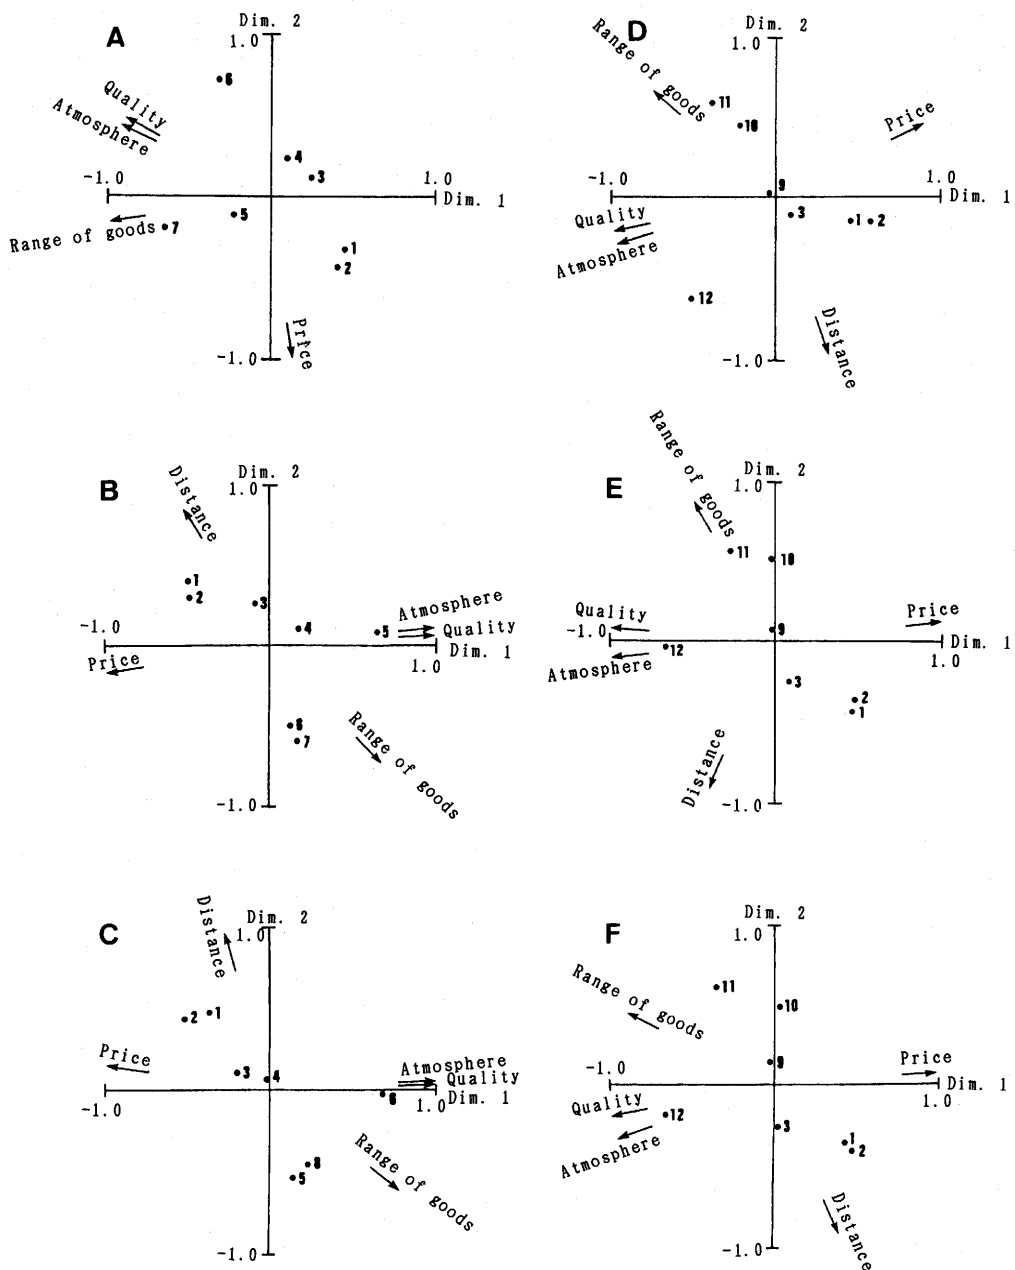 A
Dim. 2
1.0
6
Quality
Atmosphere
4
3
-1.0
1.0
Dim. 1
5
7
Range of goods
1
2
Price
-1.0
D
Dim. 2
1.0
Range of goods
11
10
Price
-1.0
9
1.0
Dim. 1
3
1
2
Quality
Atmosphere
12
Distance
-1.0
B
Dim. 2
1.0
Distance
1
2
3
4
5
Atmosphere
Quality
-1.0
Dim. 1
1.0
Price
6
7
Range of goods
-1.0
E
Dim. 2
1.0
Range of goods
11
10
Quality
Price
-1.0
9
Dim. 1
1.0
12
Atmosphere
3
2
1
Distance
-1.0
C
Dim. 2
1.0
Distance
2
1
Price
3
4
Atmosphere
Quality
-1.0
6
1.0
Dim. 1
8
5
Range of goods
-1.0
F
Dim. 2
1.0
Range of goods
11
10
Price
-1.0
9
Dim. 1
1.0
Quality
12
Atmosphere
3
1
2
Distance
-1.0